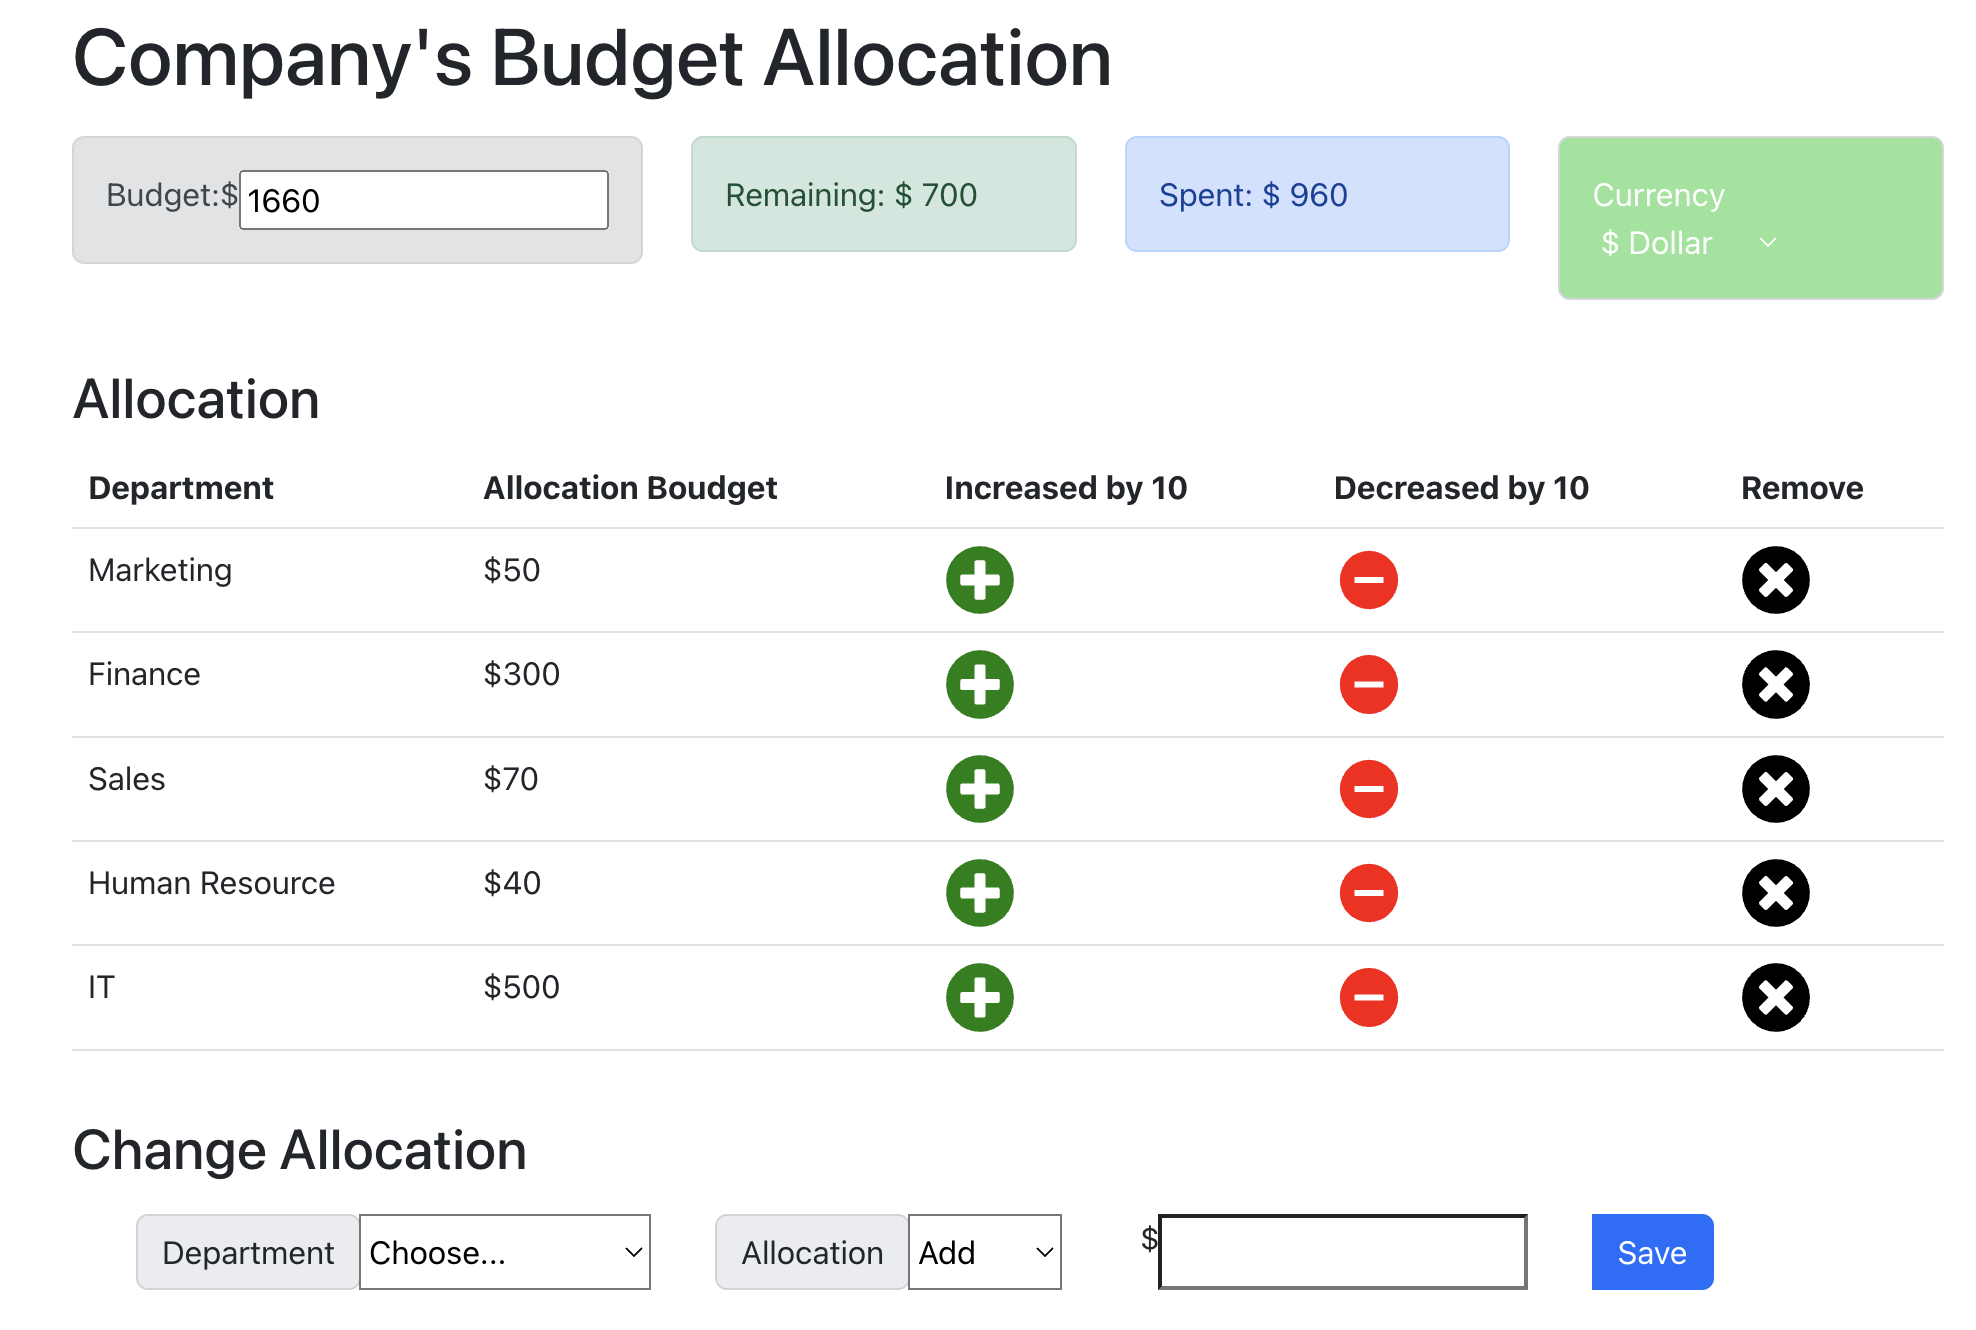 Company's Budget Allocation
Budget:$ 1660
Remaining: $ 700
Spent: $ 960
Currency
$ Dollar
Allocation
Department Allocation Boudget Increased by 10 Decreased by 10 Remove
Marketing $50
Finance $300
Sales $70
Human Resource $40
IT $500
Change Allocation
Department Choose... Allocation Add $ Save